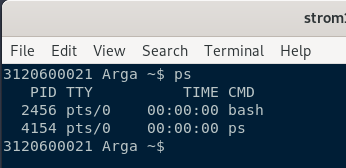 strom
File Edit View Search Terminal Help
3120600021 Arga ~$ ps
PID TTY TIME CMD
2456 pts/0 00:00:00 bash
4154 pts/0 00:00:00 ps
3120600021 Arga ~$